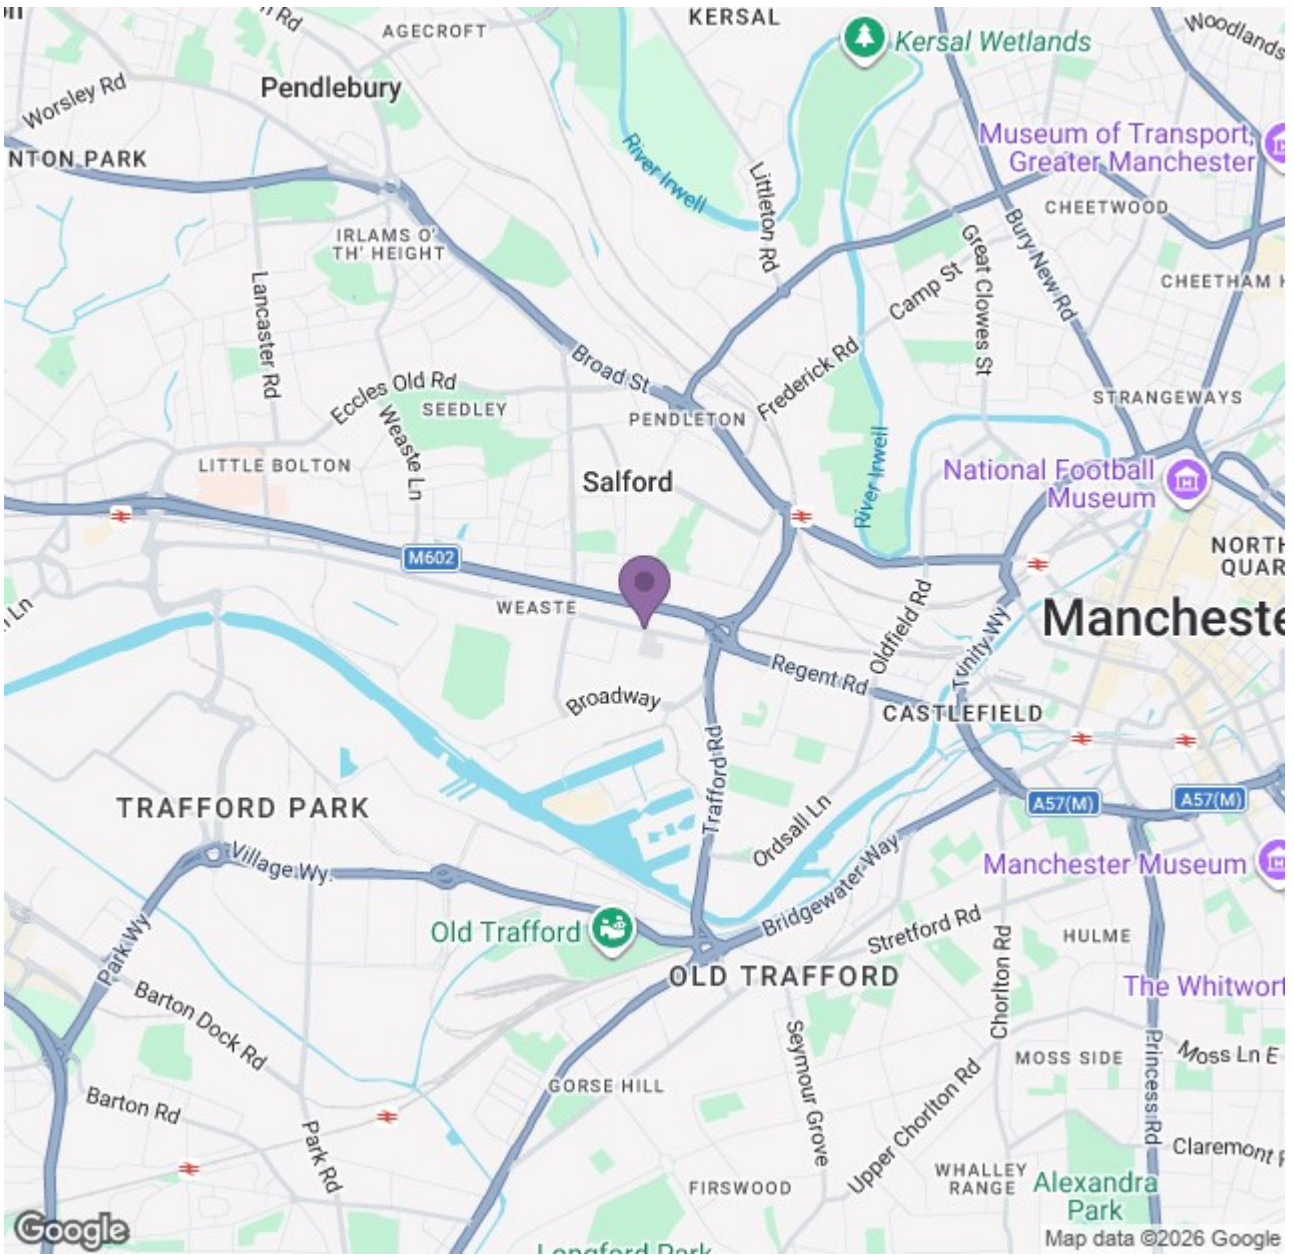 KERSAL
AGECROFT
Kersal Wetlands
Woodlands
Pendlebury
Worsley Rd
NTON PARK
River Irwell
Littleton Rd
Museum of Transport,
Greater Manchester
CHEETWOOD
IRLAMS O'
TH' HEIGHT
Bury New Rd
Great Clowes St
Camp St
CHEETHAM H
Lancaster Rd
Broad St
Frederick Rd
Eccles Old Rd
SEEDLEY
PENDLETON
STRANGEWAYS
Weaste Ln
LITTLE BOLTON
Salford
River Irwell
National Football
Museum
NORTH
QUAR
M602
WEASTE
Oldfield Rd
Trinity Wy
Manchester
Regent Rd
Broadway
CASTLEFIELD
Trafford Rd
TRAFFORD PARK
Ordsall Ln
A57(M)
A57(M)
Village Wy
Bridgewater Way
Manchester Museum
Old Trafford
Stretford Rd
HULME
Park Wy
OLD TRAFFORD
Chorlton Rd
The Whitwort
Barton Dock Rd
Seymour Grove
Princess Rd
Moss Ln E
MOSS SIDE
GORSE HILL
Barton Rd
Park Rd
Upper Chorlton Rd
Claremont R
WHALLEY
RANGE
FIRSWOOD
Alexandra
Park
Longford Park
Google
Map data ©2026 Google